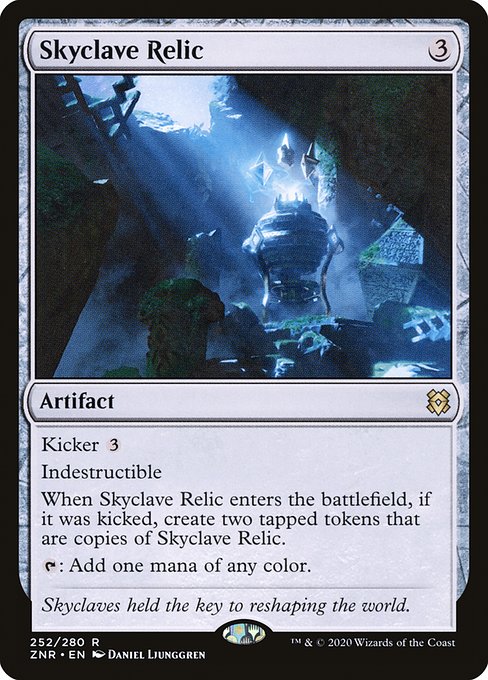 Skyclave Relic 3
Artifact
Kicker 3
Indestructible
When Skyclave Relic enters the battlefield, if
it was kicked, create two tapped tokens that
are copies of Skyclave Relic.
: Add one mana of any color.
Skyclaves held the key to reshaping the world.
252/280 R
ZNR • EN Daniel Ljunggren
™ & © 2020 Wizards of the Coast